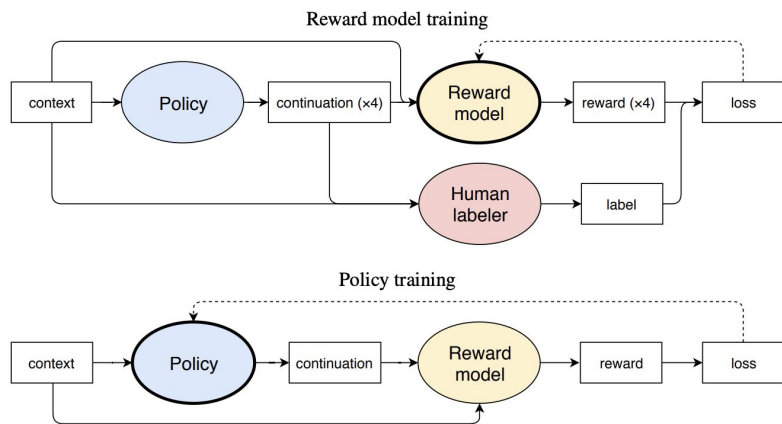 Reward model training
context
Policy
continuation (×4)
Reward
model
reward (×4)
loss
Human
labeler
label
Policy training
context
Policy
continuation
Reward
model
reward
loss